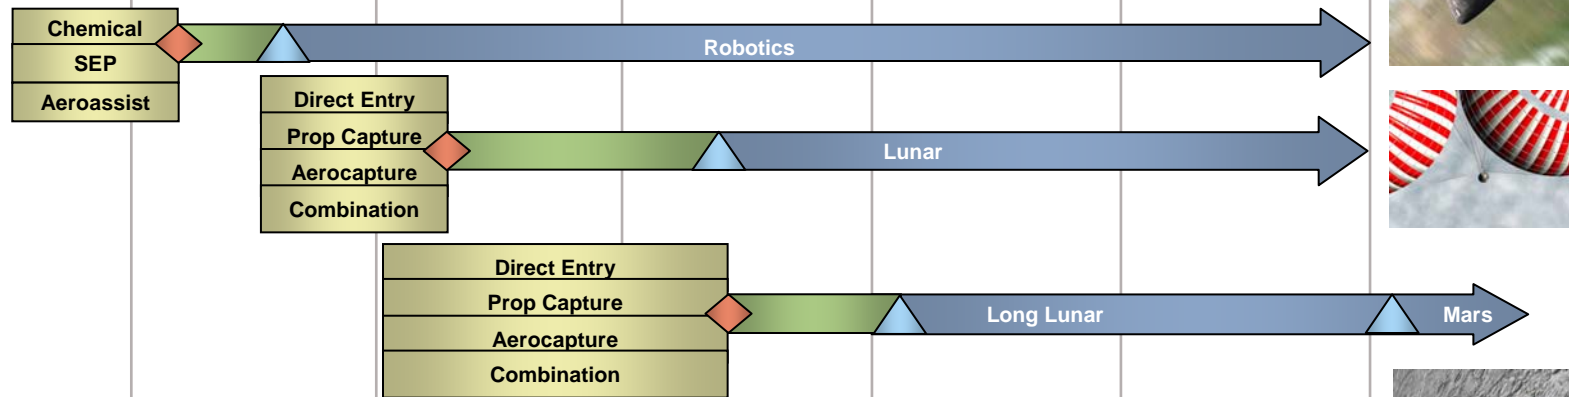 Chemical
SEP
Aeroassist
Robotics
Direct Entry
Prop Capture
Aerocapture
Combination
Lunar
Direct Entry
Prop Capture
Aerocapture
Combination
Long Lunar
Mars